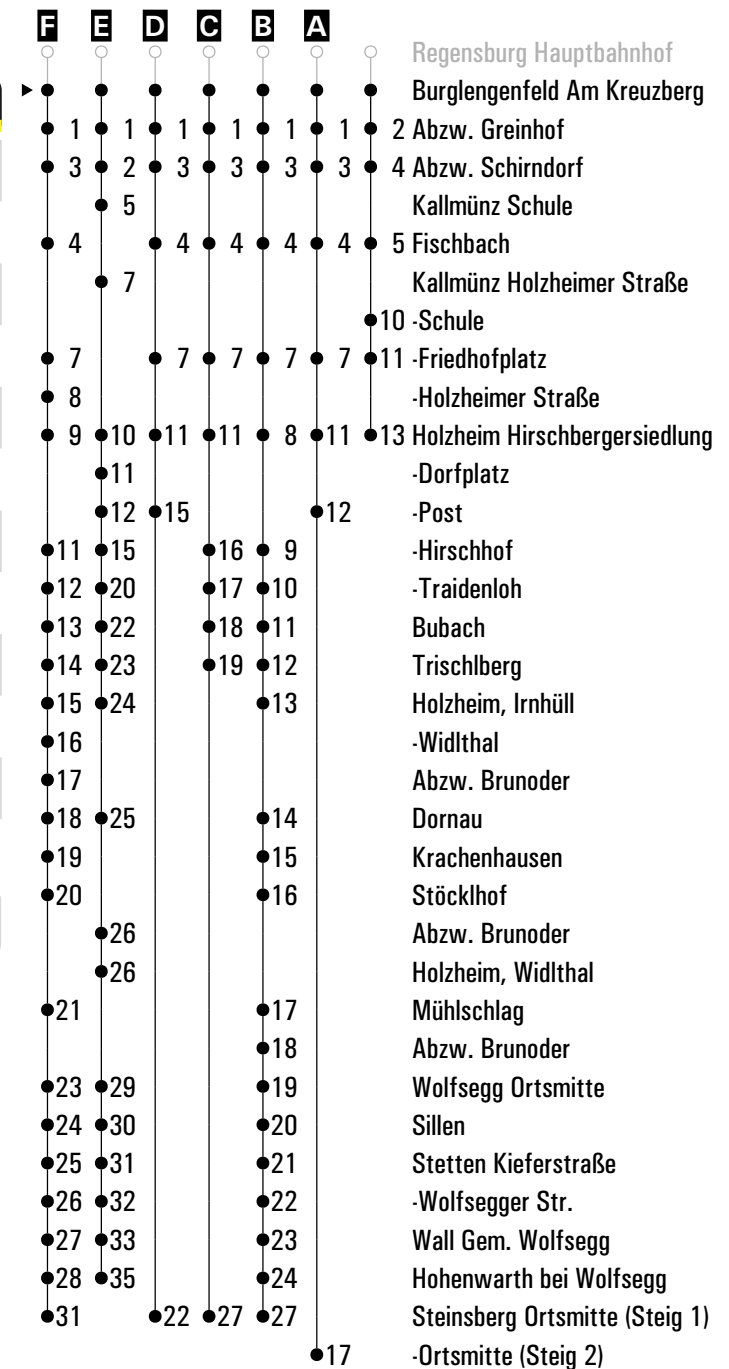 F E D C B A
Regensburg Hauptbahnhof
Burglengenfeld Am Kreuzberg
1 1 1 1 1 1 2 Abzw. Greinhof
3 2 3 3 3 3 4 Abzw. Schirndorf
5 Kallmünz Schule
4 4 4 4 4 5 Fischbach
7 Kallmünz Holzheimer Straße
10 -Schule
7 7 7 7 7 11 -Friedhofplatz
8 -Holzheimer Straße
9 10 11 11 8 11 13 Holzheim Hirschbergersiedlung
11 -Dorfplatz
12 15 12 -Post
11 15 16 9 -Hirschhof
12 20 17 10 -Traidenloh
13 22 18 11 Bubach
14 23 19 12 Trischlberg
15 24 13 Holzheim, Irnhüll
16 -Widlthal
17 Abzw. Brunoder
18 25 14 Dornau
19 15 Krachenhausen
20 16 Stöcklhof
26 Abzw. Brunoder
26 Holzheim, Widlthal
21 17 Mühlschlag
18 Abzw. Brunoder
23 29 19 Wolfsegg Ortsmitte
24 30 20 Sillen
25 31 21 Stetten Kieferstraße
26 32 22 -Wolfsegger Str.
27 33 23 Wall Gem. Wolfsegg
28 35 24 Hohenwarth bei Wolfsegg
31 22 27 27 Steinsberg Ortsmitte (Steig 1)
17 -Ortsmitte (Steig 2)